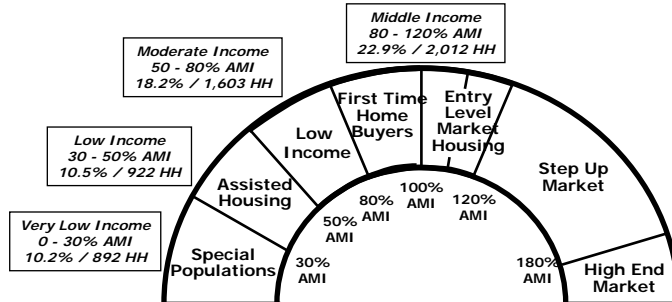 Middle Income
80 - 120% AMI
22.9% / 2,012 HH
Moderate Income
50 - 80% AMI
18.2% / 1,603 HH
Low Income
30 - 50% AMI
10.5% / 922 HH
Very Low Income
0 - 30% AMI
10.2% / 892 HH
Special
Populations
Assisted
Housing
Low
Income
First Time
Home
Buyers
Entry
Level
Market
Housing
Step Up
Market
High End
Market
30%
AMI
50%
AMI
80%
AMI
100%
AMI
120%
AMI
180%
AMI